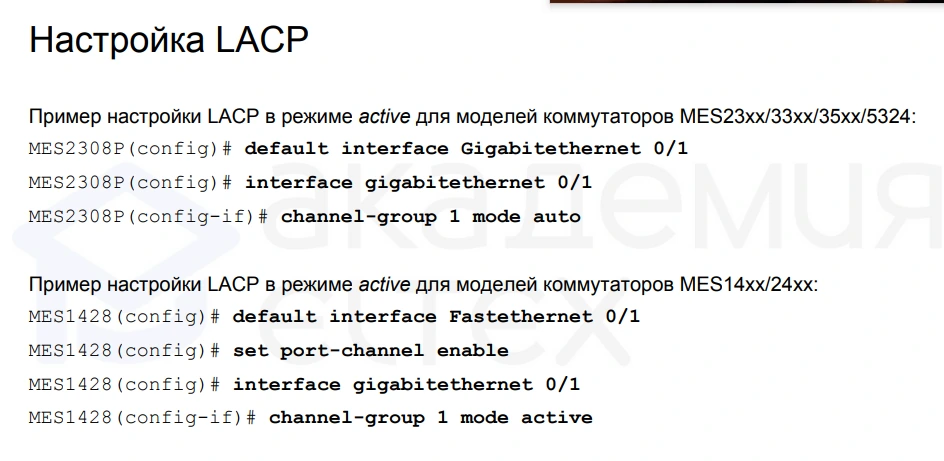 Настройка LACP
Пример настройки LACP в режиме active для моделей коммутаторов MES23xx/33xx/35xx/5324:
MES2308P(config)# default interface Gigabitethernet 0/1
MES2308P(config)# interface gigabitethernet 0/1
MES2308P(config-if)# channel-group 1 mode auto
академия
eltex
Пример настройки LACP в режиме active для моделей коммутаторов MES14xx/24xx:
MES1428(config)# default interface Fastethernet 0/1
MES1428(config)# set port-channel enable
MES1428(config)# interface gigabitethernet 0/1
MES1428(config-if)# channel-group 1 mode active